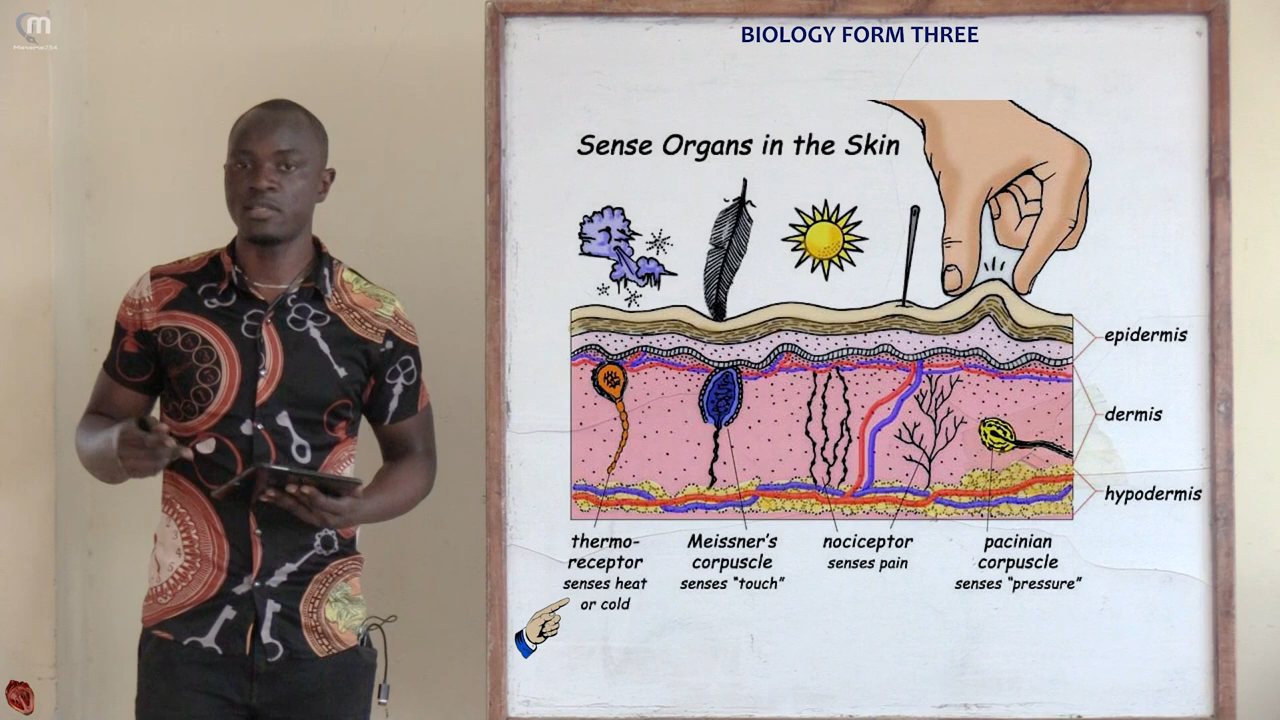 BIOLOGY FORM THREE
Sense Organs in the Skin
epidermis
dermis
hypodermis
thermo-
receptor
senses heat
or cold
Meissner's
corpuscle
senses "touch"
nociceptor
senses pain
pacinian
corpuscle
senses "pressure"